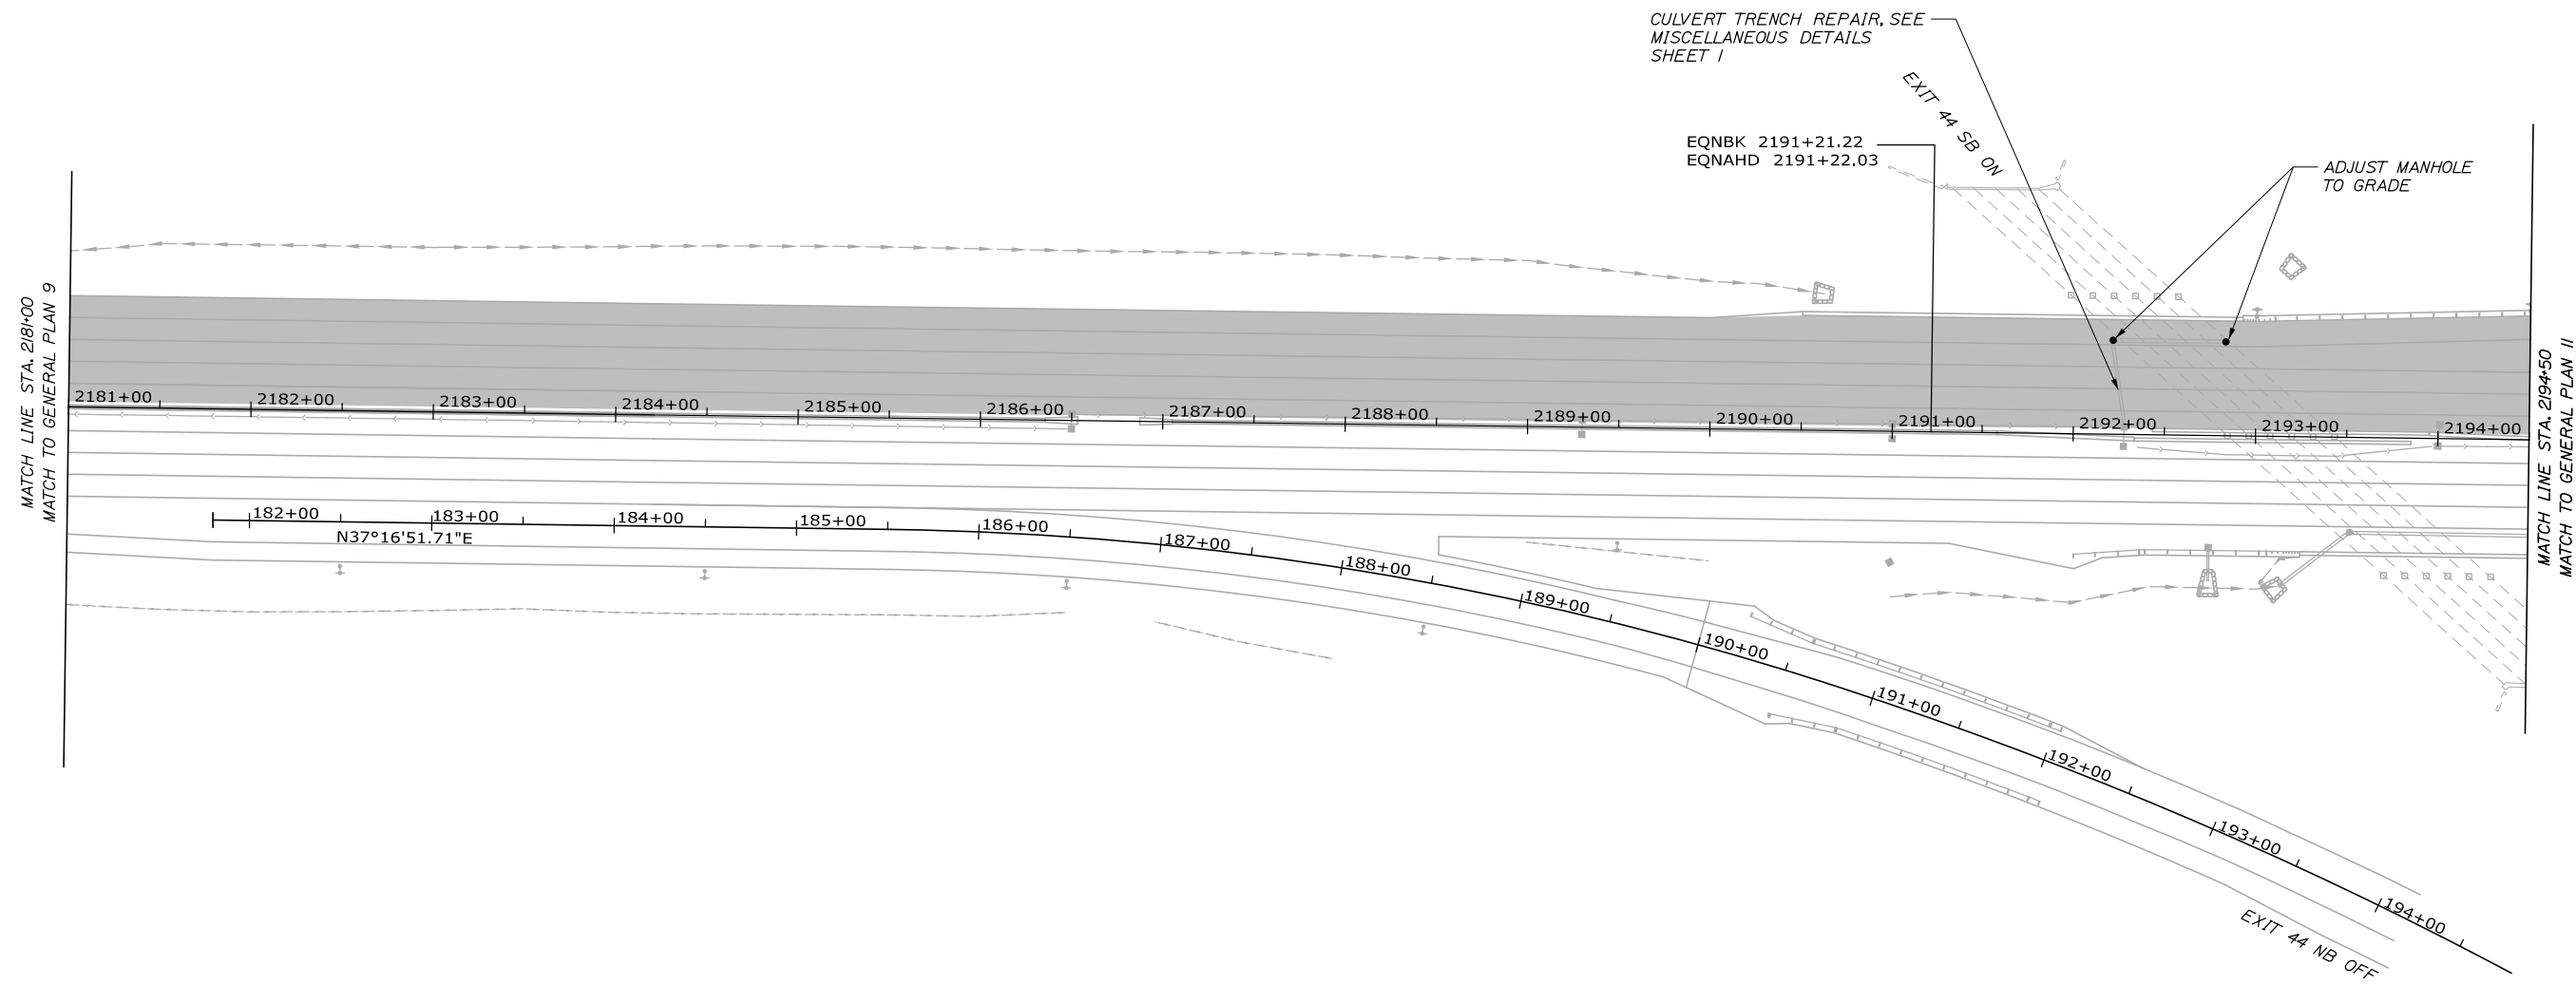 CULVERT TRENCH REPAIR, SEE
MISCELLANEOUS DETAILS
SHEET 1
EXIT 44 SB ON
EQNBK 2191+21.22
EQNAHD 2191+22.03
ADJUST MANHOLE
TO GRADE
MATCH LINE STA. 2181+00
MATCH TO GENERAL PLAN 9
2181+00
2182+00
2183+00
2184+00
2185+00
2186+00
2187+00
2188+00
2189+00
2190+00
2191+00
2192+00
2193+00
2194+00
MATCH LINE STA. 2194+50
MATCH TO GENERAL PLAN 11
182+00
183+00
184+00
185+00
186+00
187+00
188+00
189+00
190+00
191+00
192+00
193+00
194+00
N37°16'51.71"E
EXIT 44 NB OFF